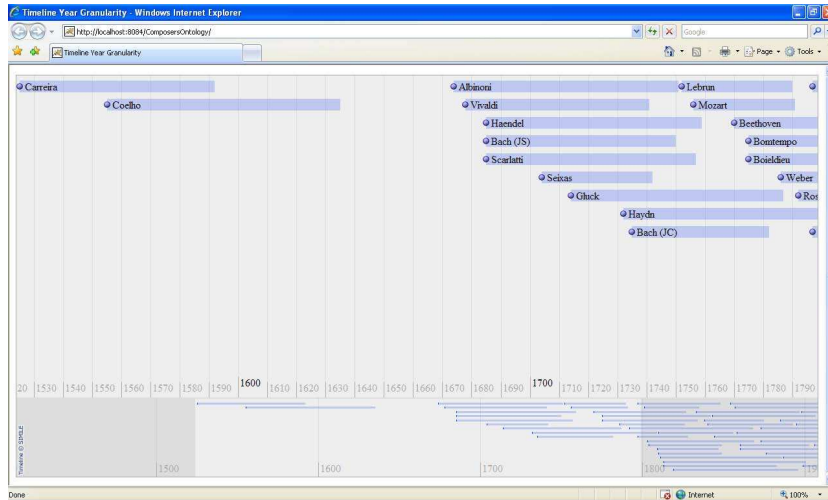 Timeline Year Granularity - Windows Internet Explorer
http://localhost:8084/ComposersOntology/
Google
Timeline Year Granularity
Page
Tools
Carreira
Albinoni
Lebrun
Coelho
Vivaldi
Mozart
Haendel
Beethoven
Bach (JS)
Bomtempo
Scarlatti
Boieldieu
Seixas
Weber
Gluck
Ros
Haydn
Bach (JC)
20 1530 1540 1550 1560 1570 1580 1590 1600 1610 1620 1630 1640 1650 1660 1670 1680 1690 1700 1710 1720 1730 1740 1750 1760 1770 1780 1790
Timeline © SIMILE
1500 1600 1700 1800 19
Done
Internet
100%